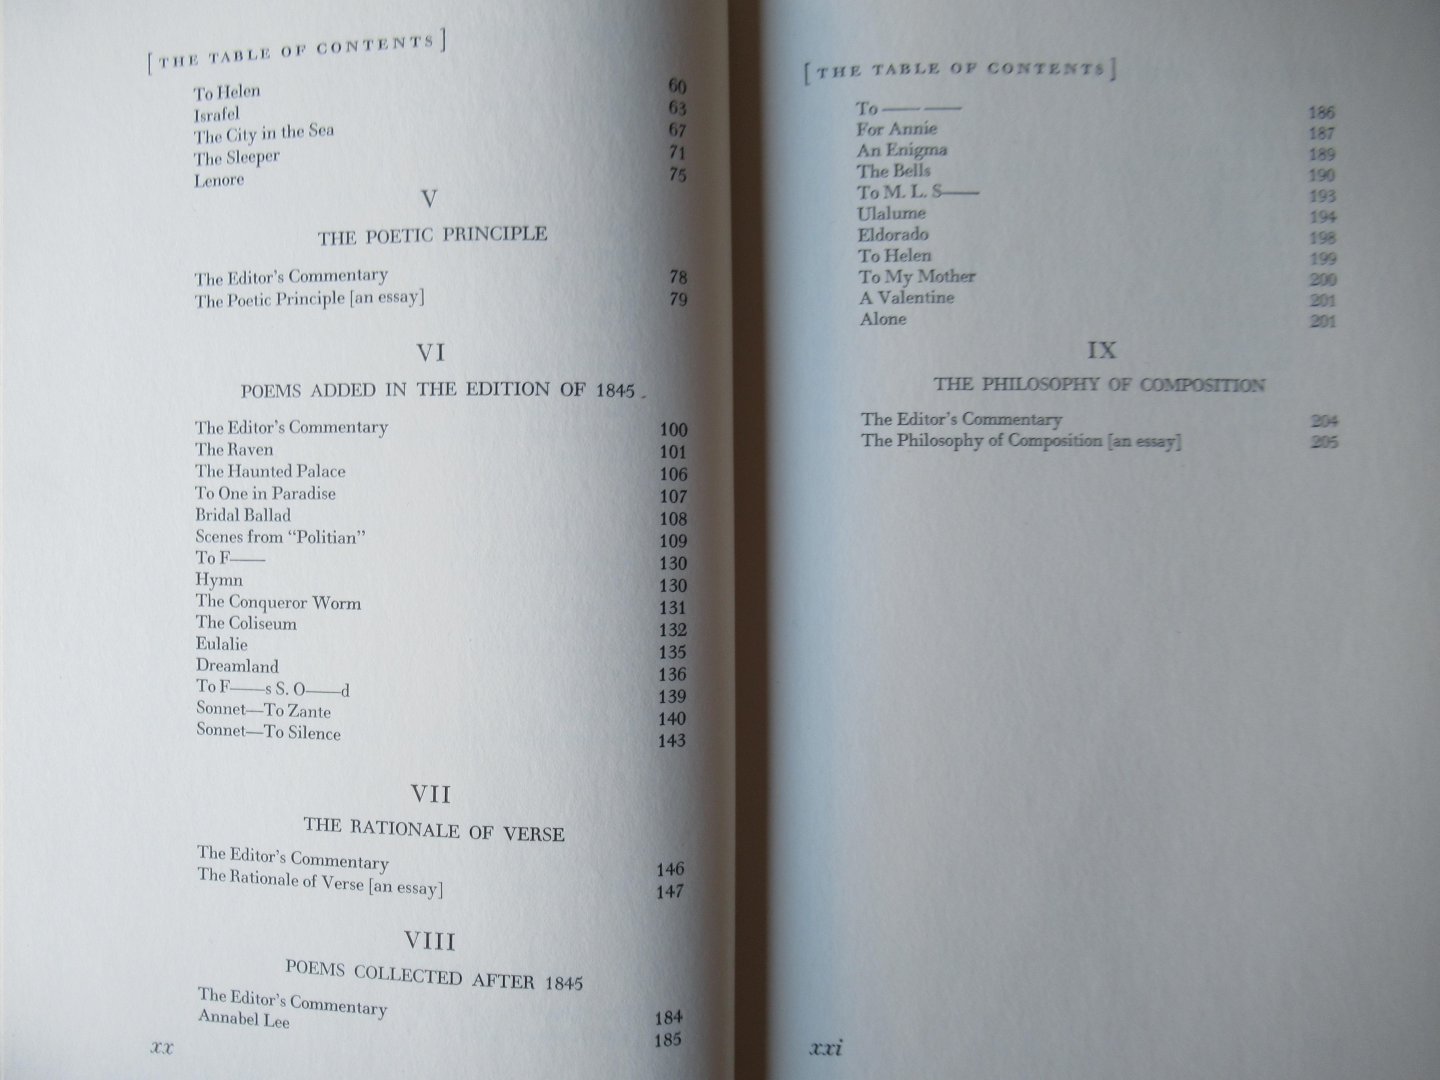 [THE TABLE OF CONTENTS]
To Helen 60
Israfel 63
The City in the Sea 67
The Sleeper 71
Lenore 75
V
THE POETIC PRINCIPLE
The Editor's Commentary 78
The Poetic Principle [an essay] 79
VI
POEMS ADDED IN THE EDITION OF 1845
The Editor's Commentary 100
The Raven 101
The Haunted Palace 106
To One in Paradise 107
Bridal Ballad 108
Scenes from "Politian" 109
To F—— 130
Hymn 130
The Conqueror Worm 131
The Coliseum 132
Eulalie 135
Dreamland 136
To F——s S. O——d 139
Sonnet—To Zante 140
Sonnet—To Silence 143
VII
THE RATIONALE OF VERSE
The Editor's Commentary 146
The Rationale of Verse [an essay] 147
VIII
POEMS COLLECTED AFTER 1845
The Editor's Commentary 184
Annabel Lee 185
xx
[THE TABLE OF CONTENTS]
To —— —— 186
For Annie 187
An Enigma 189
The Bells 190
To M. L. S—— 193
Ulalume 194
Eldorado 198
To Helen 199
To My Mother 200
A Valentine 201
Alone 201
IX
THE PHILOSOPHY OF COMPOSITION
The Editor's Commentary 204
The Philosophy of Composition [an essay] 205
xxi